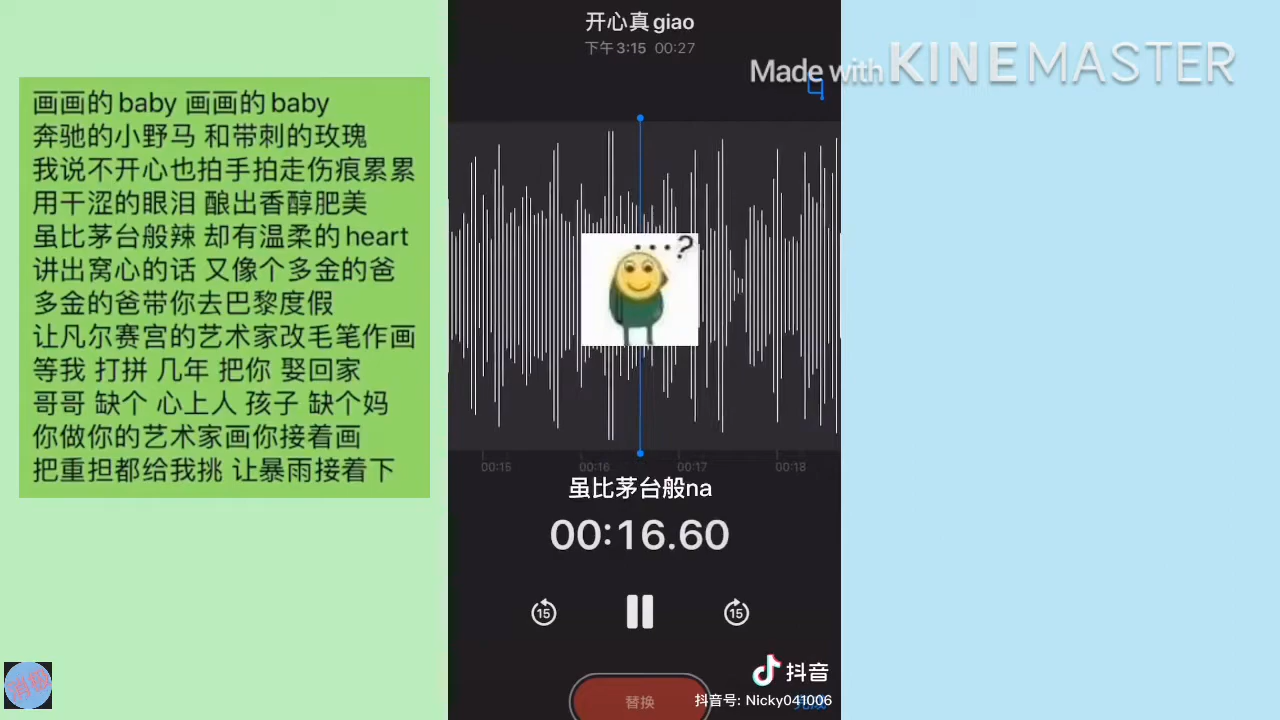 画画的baby 画画的baby
奔驰的小野马 和带刺的玫瑰
我说不开心也拍手拍走伤痕累累
用干涩的眼泪 酿出香醇肥美
虽比茅台般辣 却有温柔的heart
讲出窝心的话 又像个多金的爸
多金的爸带你去巴黎度假
让凡尔赛宫的艺术家改毛笔作画
等我 打拼 几年 把你 娶回家
哥哥 缺个 心上人 孩子 缺个妈
你做你的艺术家画你接着画
把重担都给我挑 让暴雨接着下
消极
开心真giao
下午3:15 00:27
...?
00:15 00:16 00:17 00:18
虽比茅台般na
00:16.60
15 15
替换
完成
抖音
抖音号: Nicky041006
Made with KINEMASTER